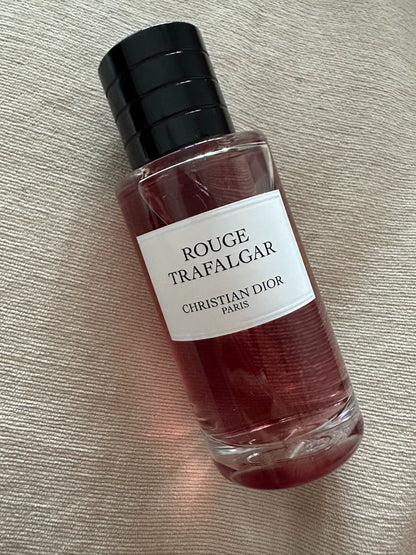 ROUGE
TRAFALGAR
CHRISTIAN DIOR
PARIS